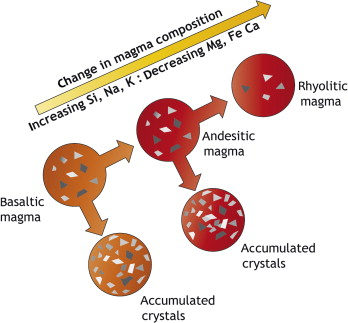 Change in magma composition
Increasing Si, Na, K : Decreasing Mg, Fe Ca
Rhyolitic
magma
Andesitic
magma
Basaltic
magma
Accumulated
crystals
Accumulated
crystals